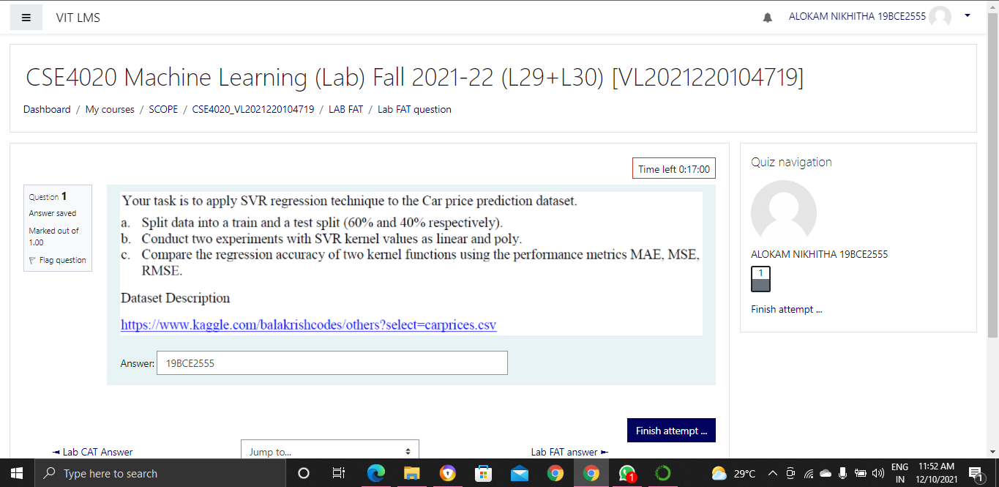 VIT LMS
ALOKAM NIKHITHA 19BCE2555
CSE4020 Machine Learning (Lab) Fall 2021-22 (L29+L30) [VL2021220104719]
Dashboard / My courses / SCOPE / CSE4020_VL2021220104719 / LAB FAT / Lab FAT question
Time left 0:17:00
Question 1
Answer saved
Marked out of
1.00
Flag question
Your task is to apply SVR regression technique to the Car price prediction dataset.
a. Split data into a train and a test split (60% and 40% respectively).
b. Conduct two experiments with SVR kernel values as linear and poly.
c. Compare the regression accuracy of two kernel functions using the performance metrics MAE, MSE,
RMSE.
Dataset Description
https://www.kaggle.com/balakrishcodes/others?select=carprices.csv
Answer: 19BCE2555
Finish attempt ...
◄ Lab CAT Answer
Jump to...
Lab FAT answer ►
Quiz navigation
ALOKAM NIKHITHA 19BCE2555
1
Finish attempt ...
Type here to search
1
29°C
ENG
IN
11:52 AM
12/10/2021
1